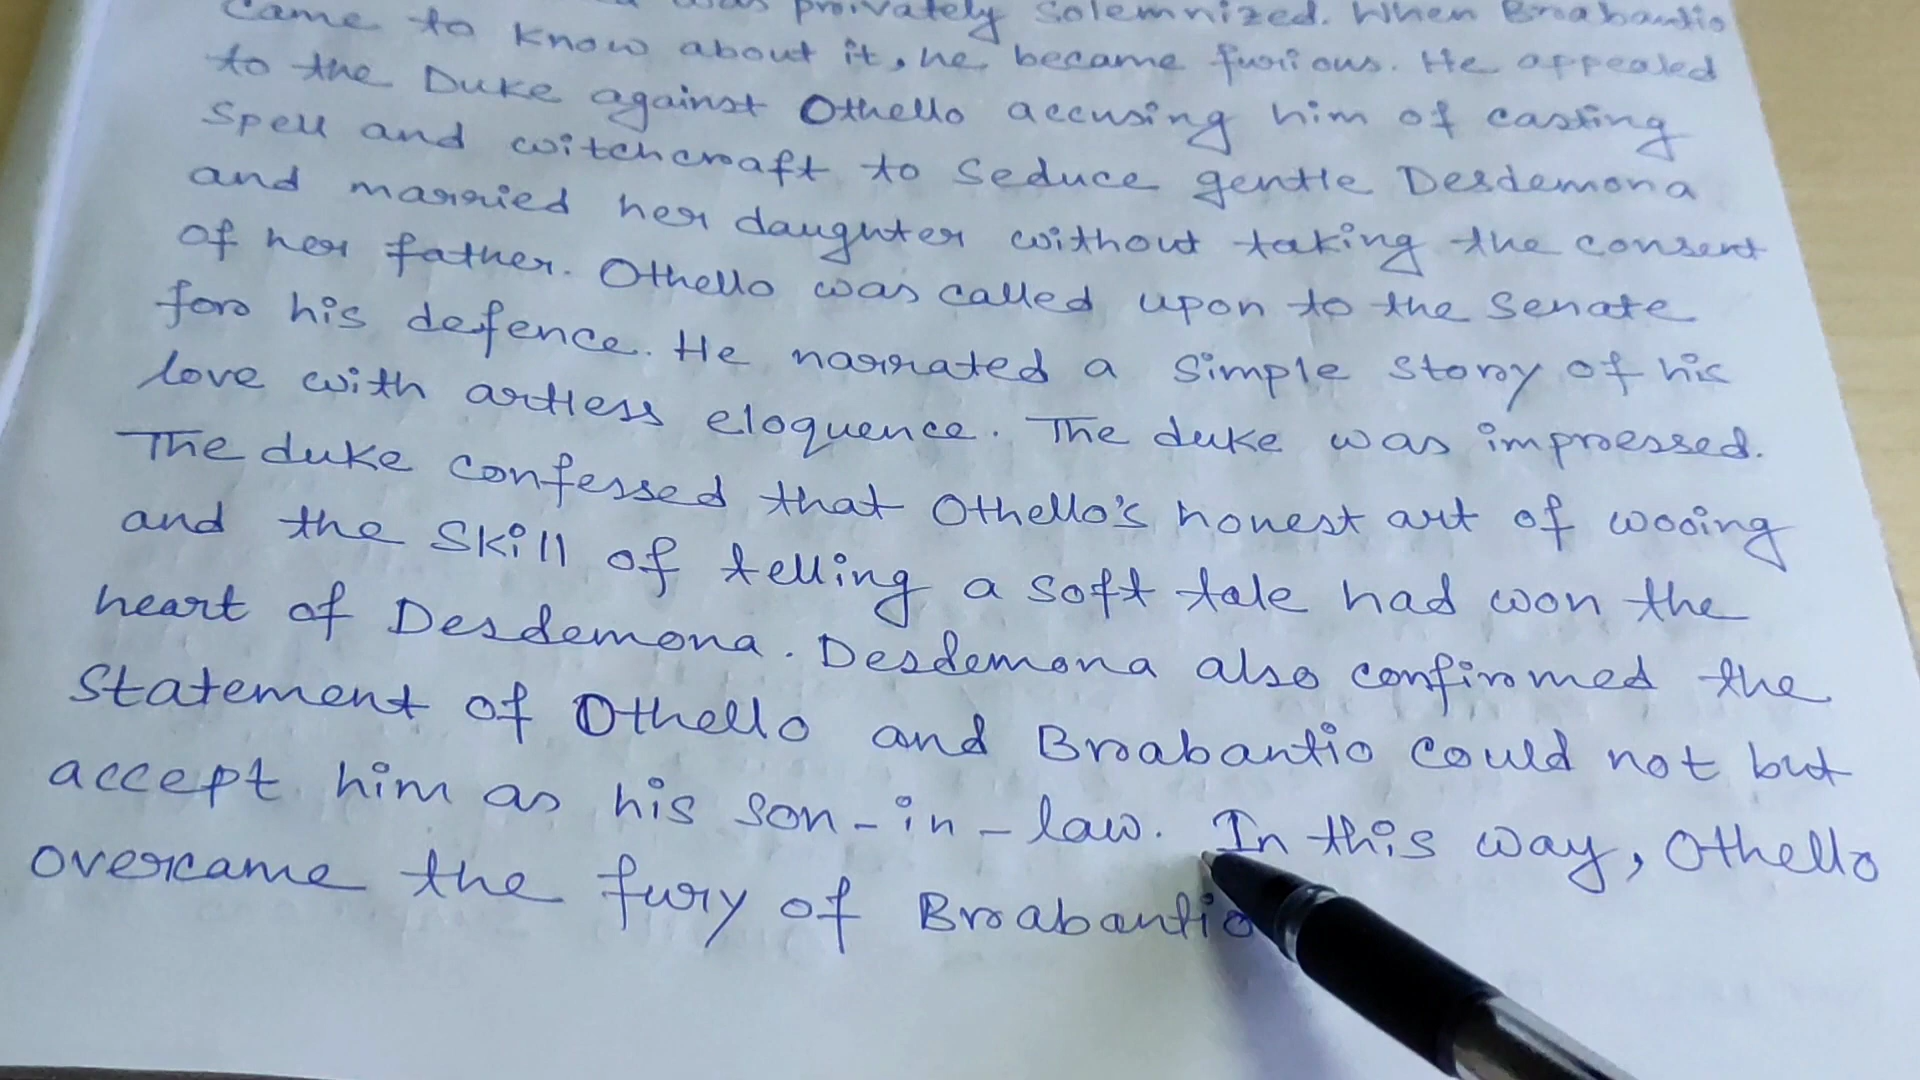 was privately solemnized. When Brabantio
came to know about it, he became furious. He appealed
to the Duke against Othello accusing him of casting
spell and witchcraft to seduce gentle Desdemona
and married her daughter without taking the consent
of her father. Othello was called upon to the Senate
for his defence. He narrated a simple story of his
love with artless eloquence. The duke was impressed.
The duke confessed that Othello's honest art of wooing
and the skill of telling a soft tale had won the
heart of Desdemona. Desdemona also confirmed the
statement of Othello and Brabantio could not but
accept him as his son-in-law. In this way, Othello
overcame the fury of Brabantio